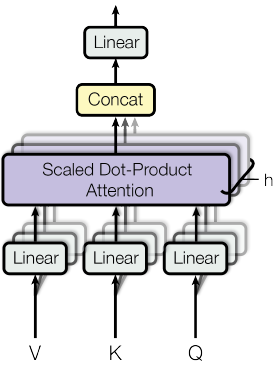 Linear
Concat
Scaled Dot-Product
Attention
h
Linear Linear Linear
V K Q